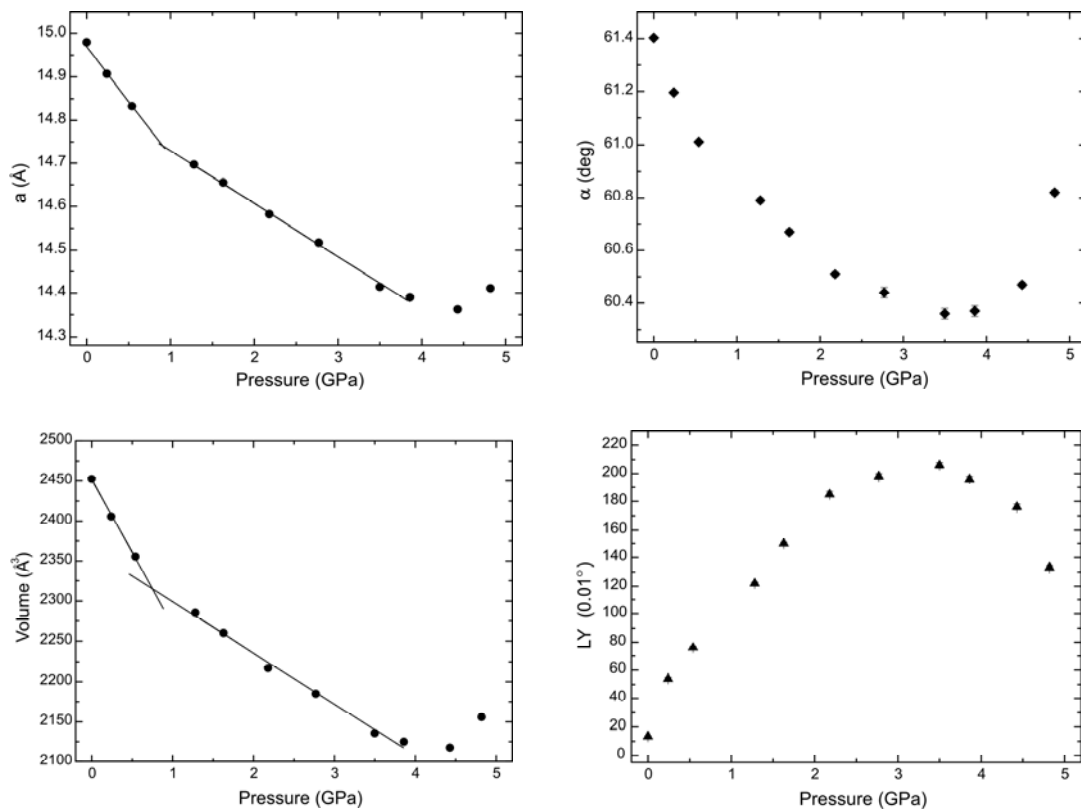 15.0
14.9
14.8
14.7
14.6
14.5
14.4
14.3
a (Å)
0 1 2 3 4 5
Pressure (GPa)
61.4
61.2
61.0
60.8
60.6
60.4
α (deg)
0 1 2 3 4 5
Pressure (GPa)
2500
2450
2400
2350
2300
2250
2200
2150
2100
Volume (Å³)
0 1 2 3 4 5
Pressure (GPa)
220
200
180
160
140
120
100
80
60
40
20
0
LY (0.01°)
0 1 2 3 4 5
Pressure (GPa)